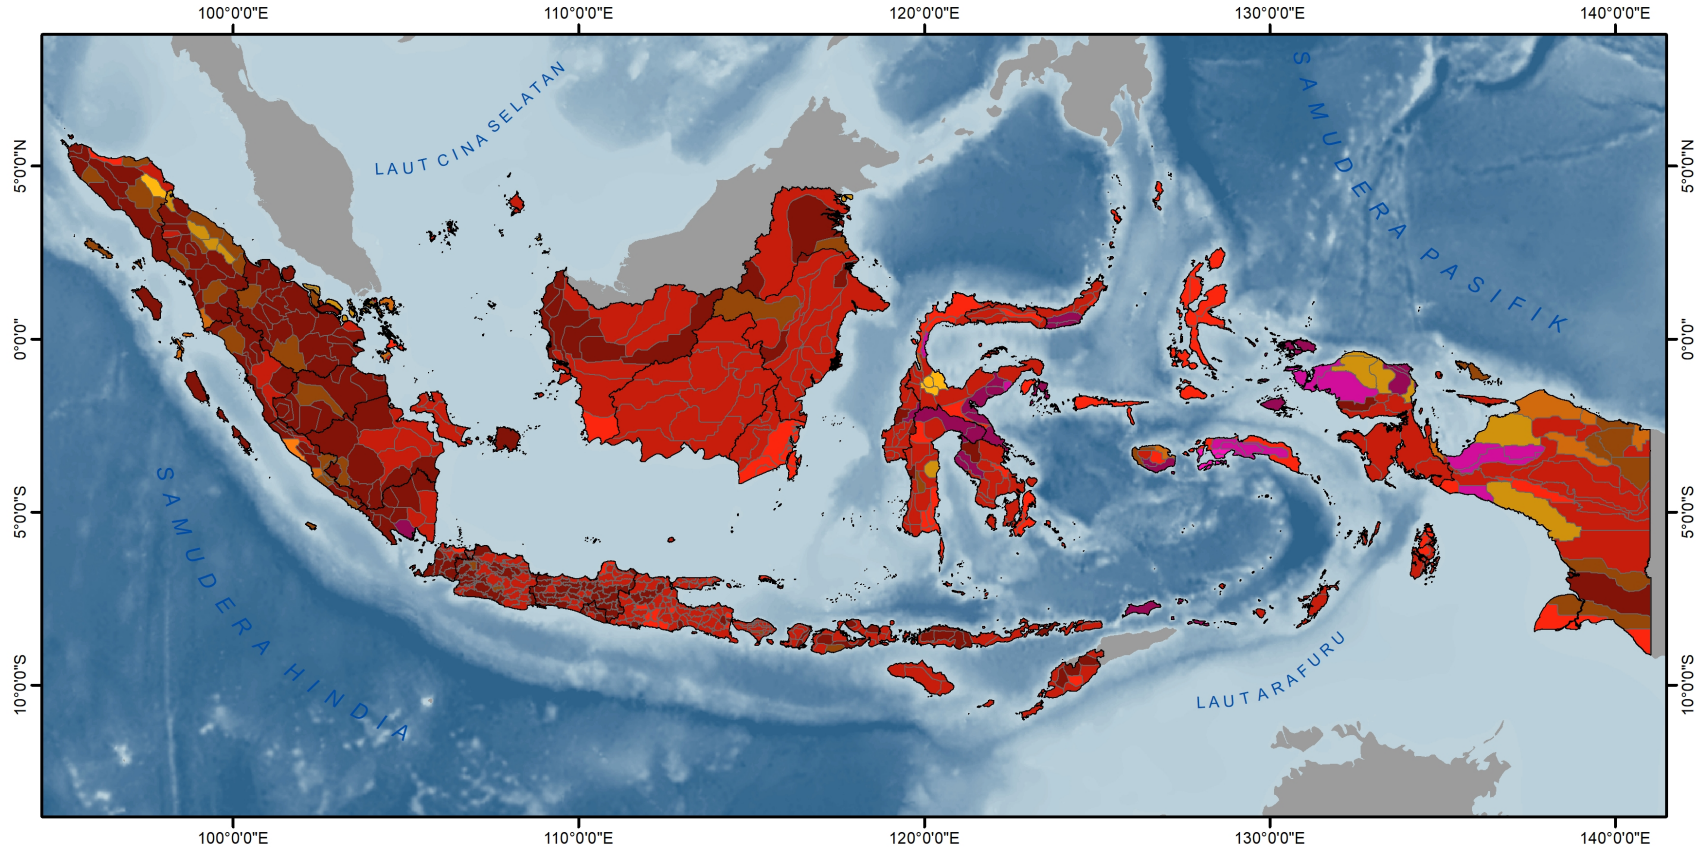 100°0'0"E 110°0'0"E 120°0'0"E 130°0'0"E 140°0'0"E
LAUT CINA SELATAN
SAMUDERA PASIFIK
5°0'0"N 5°0'0"N
0°0'0" 0°0'0"
5°0'0"S 5°0'0"S
10°0'0"S 10°0'0"S
SAMUDERA HINDIA
LAUT ARAFURU
100°0'0"E 110°0'0"E 120°0'0"E 130°0'0"E 140°0'0"E